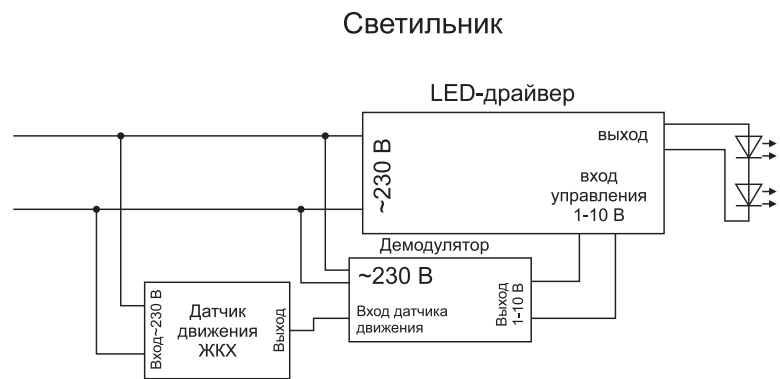 Светильник
LED-драйвер
~230 В
выход
вход
управления
1-10 В
Демодулятор
~230 В
Вход датчика
движения
Выход
1-10 В
Вход~230 В
Датчик
движения
ЖКХ
Выход